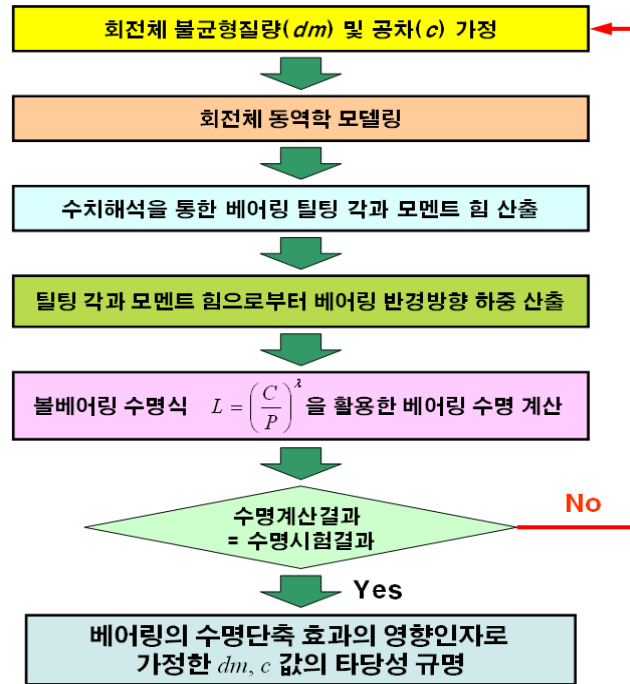 회전체 불균형질량(dm) 및 공차(c) 가정
회전체 동역학 모델링
수치해석을 통한 베어링 틸팅 각과 모멘트 힘 산출
틸팅 각과 모멘트 힘으로부터 베어링 반경방향 하중 산출
볼베어링 수명식 L = (C/P)^λ 을 활용한 베어링 수명 계산
수명계산결과
= 수명시험결과
No
Yes
베어링의 수명단축 효과의 영향인자로
가정한 dm, c 값의 타당성 규명